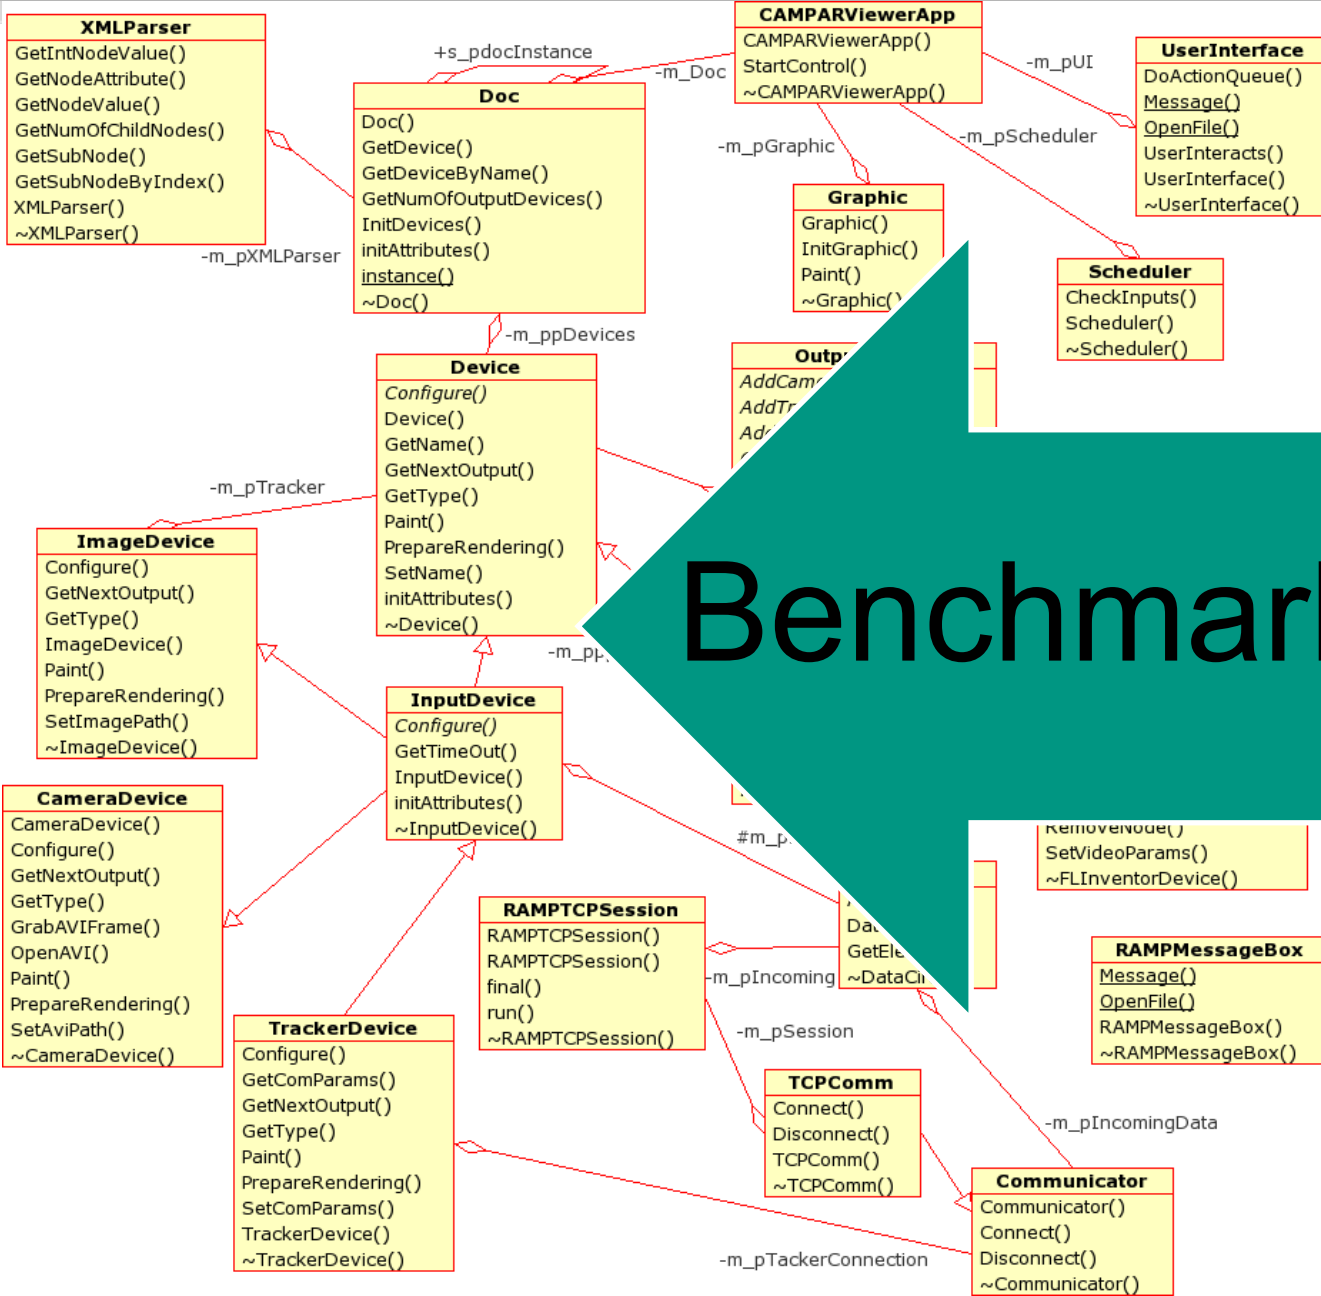 XMLParser
GetIntNodeValue()
GetNodeAttribute()
GetNodeValue()
GetNumOfChildNodes()
GetSubNode()
GetSubNodeByIndex()
XMLParser()
~XMLParser()
-m_pXMLParser
+s_pdocInstance
-m_Doc
Doc
Doc()
GetDevice()
GetDeviceByName()
GetNumOfOutputDevices()
InitDevices()
initAttributes()
instance()
~Doc()
-m_ppDevices
CAMPARViewerApp
CAMPARViewerApp()
StartControl()
~CAMPARViewerApp()
-m_pUI
-m_pScheduler
-m_pGraphic
UserInterface
DoActionQueue()
Message()
OpenFile()
UserInteracts()
UserInterface()
~UserInterface()
Graphic
Graphic()
InitGraphic()
Paint()
~Graphic()
Scheduler
CheckInputs()
Scheduler()
~Scheduler()
Device
Configure()
Device()
GetName()
GetNextOutput()
GetType()
Paint()
PrepareRendering()
SetName()
initAttributes()
~Device()
-m_pTracker
ImageDevice
Configure()
GetNextOutput()
GetType()
ImageDevice()
Paint()
PrepareRendering()
SetImagePath()
~ImageDevice()
InputDevice
Configure()
GetTimeOut()
InputDevice()
initAttributes()
~InputDevice()
CameraDevice
CameraDevice()
Configure()
GetNextOutput()
GetType()
GrabAVIFrame()
OpenAVI()
Paint()
PrepareRendering()
SetAviPath()
~CameraDevice()
RemoveNode()
SetVideoParams()
~FLInventorDevice()
RAMPTCPSession
RAMPTCPSession()
RAMPTCPSession()
final()
run()
~RAMPTCPSession()
-m_pIncoming
-m_pSession
RAMPMessageBox
Message()
OpenFile()
RAMPMessageBox()
~RAMPMessageBox()
TrackerDevice
Configure()
GetComParams()
GetNextOutput()
GetType()
Paint()
PrepareRendering()
SetComParams()
TrackerDevice()
~TrackerDevice()
TCPComm
Connect()
Disconnect()
TCPComm()
~TCPComm()
-m_pIncomingData
-m_pTackerConnection
Communicator
Communicator()
Connect()
Disconnect()
~Communicator()